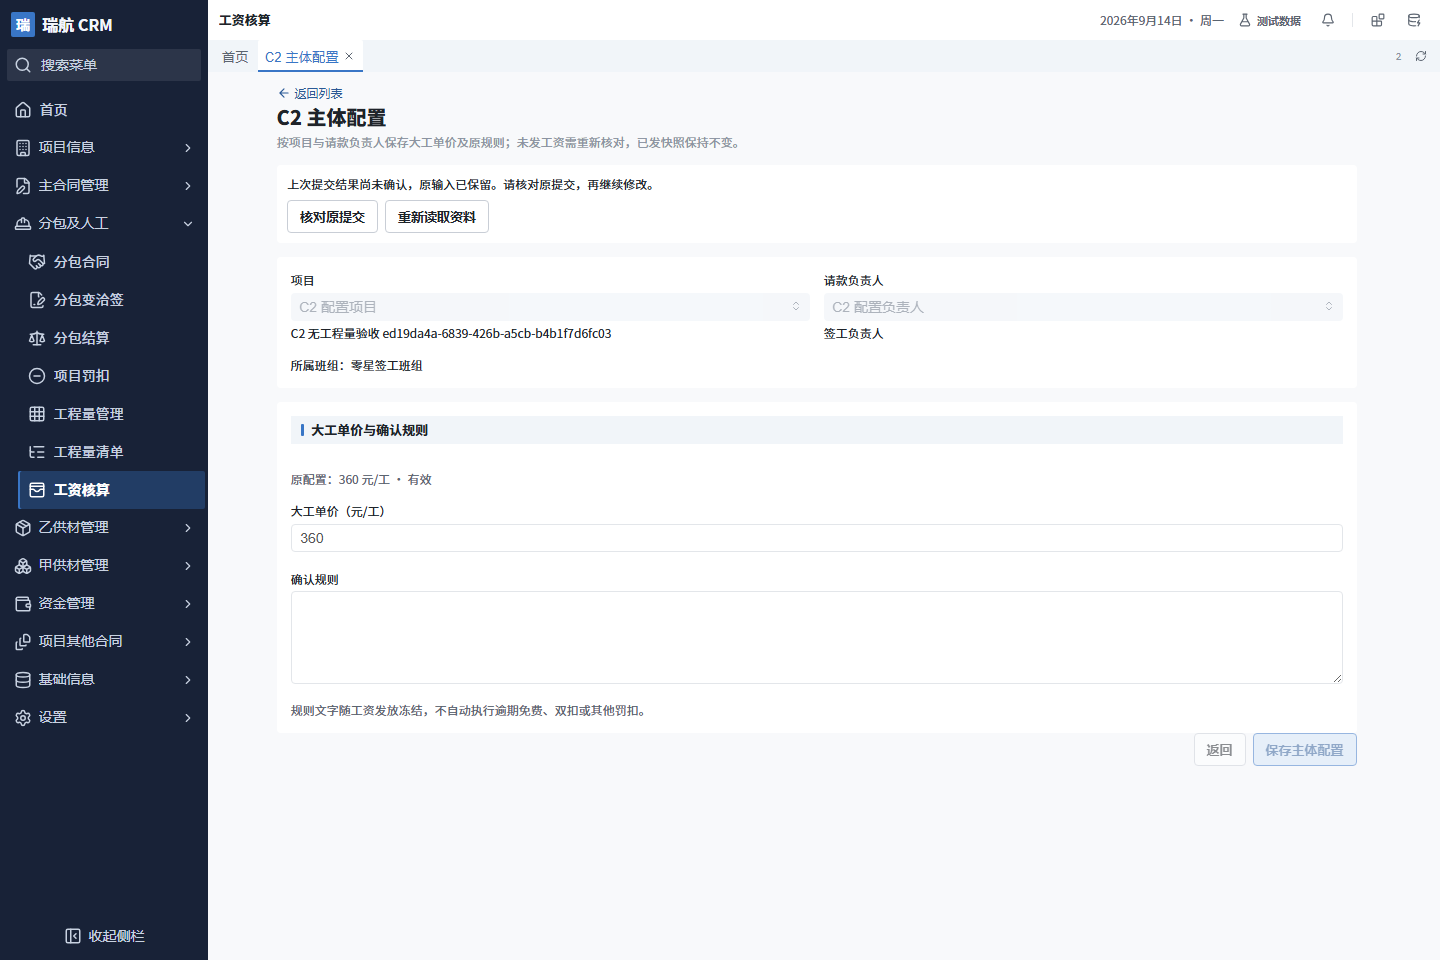 瑞 瑞航 CRM
搜索菜单
首页
项目信息
主合同管理
分包及人工
分包合同
分包变洽签
分包结算
项目罚扣
工程量管理
工程量清单
工资核算
乙供材管理
甲供材管理
资金管理
项目其他合同
基础信息
设置
收起侧栏
工资核算
2026年9月14日 • 周一 测试数据
首页 C2 主体配置 2
返回列表
C2 主体配置
按项目与请款负责人保存大工单价及原规则；未发工资需重新核对，已发快照保持不变。
上次提交结果尚未确认，原输入已保留。请核对原提交，再继续修改。
核对原提交 重新读取资料
项目 请款负责人
C2 配置项目 C2 配置负责人
C2 无工程量验收 ed19da4a-6839-426b-a5cb-b4b1f7d6fc03 签工负责人
所属班组：零星签工班组
大工单价与确认规则
原配置：360 元/工 • 有效
大工单价（元/工）
360
确认规则
规则文字随工资发放冻结，不自动执行逾期免费、双扣或其他罚扣。
返回 保存主体配置